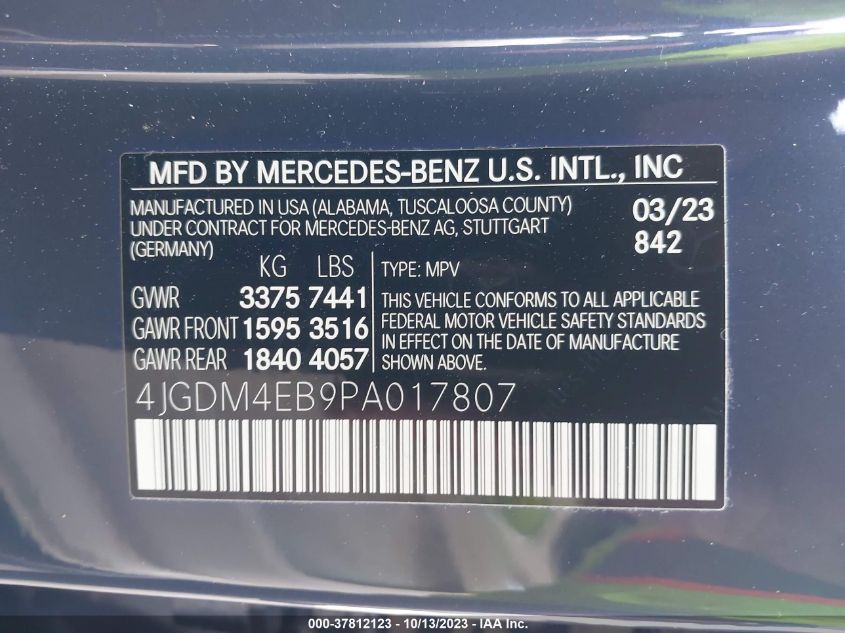 MFD BY MERCEDES-BENZ U.S. INTL., INC
MANUFACTURED IN USA (ALABAMA, TUSCALOOSA COUNTY)
UNDER CONTRACT FOR MERCEDES-BENZ AG, STUTTGART
(GERMANY)
03/23
842
KG LBS
GWWR 3375 7441
GAWR FRONT 1595 3516
GAWR REAR 1840 4057
TYPE: MPV
THIS VEHICLE CONFORMS TO ALL APPLICABLE
FEDERAL MOTOR VEHICLE SAFETY STANDARDS
IN EFFECT ON THE DATE OF MANUFACTURE
SHOWN ABOVE.
4JGDM4EB9PA017807
000-37812123 - 10/13/2023 - IAA Inc.